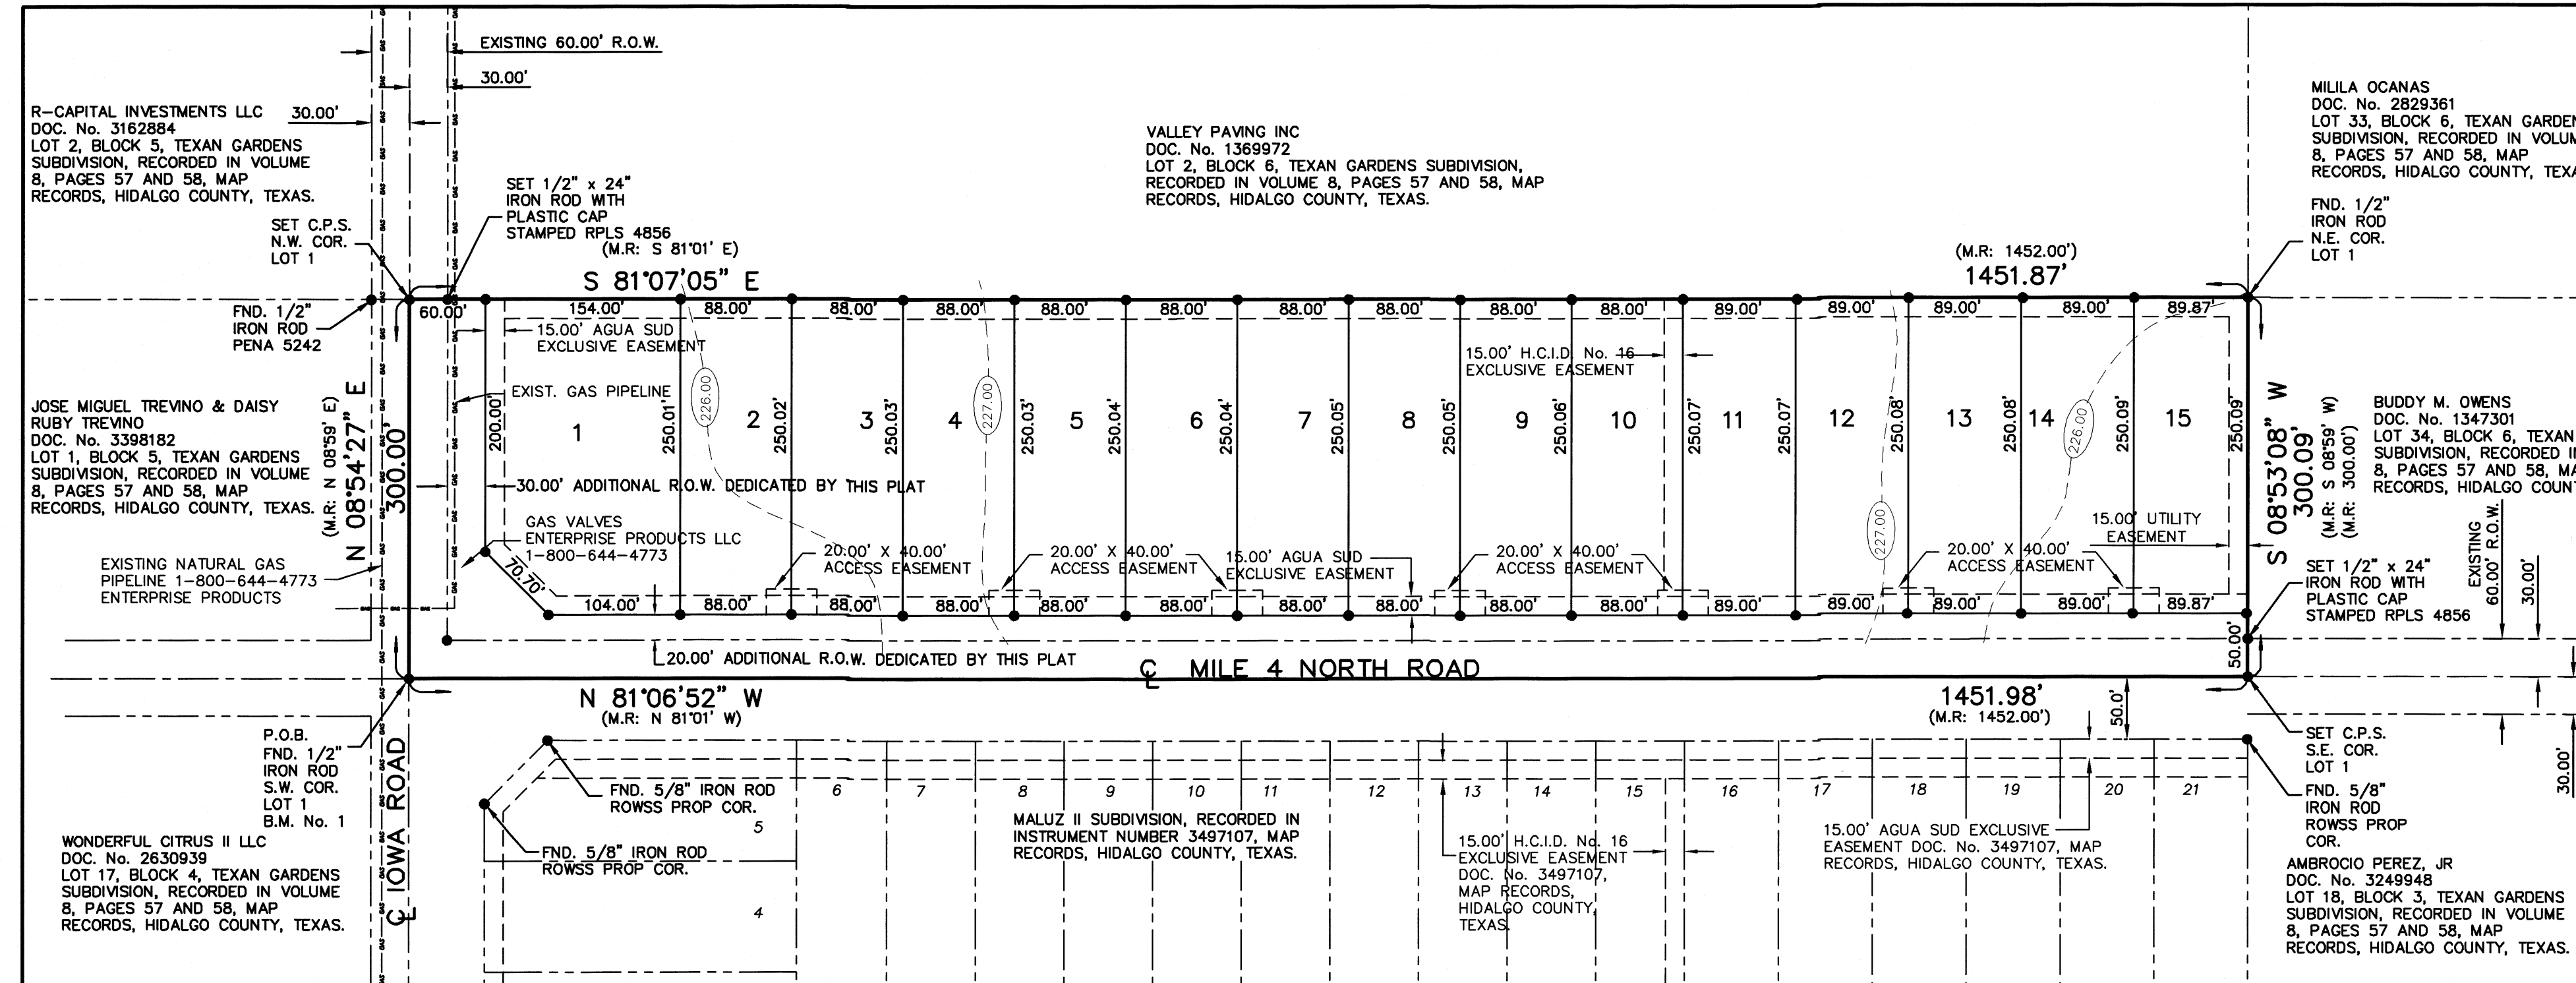 EXISTING 60.00' R.O.W.
30.00'
30.00'
R-CAPITAL INVESTMENTS LLC
DOC. No. 3162884
LOT 2, BLOCK 5, TEXAN GARDENS
SUBDIVISION, RECORDED IN VOLUME
8, PAGES 57 AND 58, MAP
RECORDS, HIDALGO COUNTY, TEXAS.
SET C.P.S.
N.W. COR.
LOT 1
SET 1/2" x 24"
IRON ROD WITH
PLASTIC CAP
STAMPED RPLS 4856
(M.R: S 81°01' E)
S 81°07'05" E
VALLEY PAVING INC
DOC. No. 1369972
LOT 2, BLOCK 6, TEXAN GARDENS SUBDIVISION,
RECORDED IN VOLUME 8, PAGES 57 AND 58, MAP
RECORDS, HIDALGO COUNTY, TEXAS.
(M.R: 1452.00')
1451.87'
MILILA OCANAS
DOC. No. 2829361
LOT 33, BLOCK 6, TEXAN GARDEN
SUBDIVISION, RECORDED IN VOLUM
8, PAGES 57 AND 58, MAP
RECORDS, HIDALGO COUNTY, TEXA
FND. 1/2"
IRON ROD
N.E. COR.
LOT 1
FND. 1/2"
IRON ROD
PENA 5242
60.00' 154.00' 88.00' 88.00' 88.00' 88.00' 88.00' 88.00' 88.00' 88.00' 88.00' 89.00' 89.00' 89.00' 89.00' 89.87'
15.00' AGUA SUD
EXCLUSIVE EASEMENT
EXIST. GAS PIPELINE
15.00' H.C.I.D. No. 16
EXCLUSIVE EASEMENT
JOSE MIGUEL TREVINO & DAISY
RUBY TREVINO
DOC. No. 3398182
LOT 1, BLOCK 5, TEXAN GARDENS
SUBDIVISION, RECORDED IN VOLUME
8, PAGES 57 AND 58, MAP
RECORDS, HIDALGO COUNTY, TEXAS.
(M.R: N 08°59' E)
N 08°54'27" E
300.00'
200.00' 250.01' 250.02' 250.03' 250.03' 250.04' 250.04' 250.05' 250.05' 250.06' 250.07' 250.07' 250.08' 250.08' 250.09' 250.09'
1 2 3 4 5 6 7 8 9 10 11 12 13 14 15
226.00 227.00 227.00 226.00
S 08°53'08" W
300.09'
(M.R: S 08°59' W)
(M.R: 300.00')
BUDDY M. OWENS
DOC. No. 1347301
LOT 34, BLOCK 6, TEXAN
SUBDIVISION, RECORDED IN
8, PAGES 57 AND 58, MA
RECORDS, HIDALGO COUN
30.00' ADDITIONAL R.O.W. DEDICATED BY THIS PLAT
GAS VALVES
ENTERPRISE PRODUCTS LLC
1-800-644-4773
EXISTING NATURAL GAS
PIPELINE 1-800-644-4773
ENTERPRISE PRODUCTS
70.70'
20.00' X 40.00'
ACCESS EASEMENT
20.00' X 40.00'
ACCESS EASEMENT
15.00' AGUA SUD
EXCLUSIVE EASEMENT
20.00' X 40.00'
ACCESS EASEMENT
20.00' X 40.00'
ACCESS EASEMENT
15.00' UTILITY
EASEMENT
SET 1/2" x 24"
IRON ROD WITH
PLASTIC CAP
STAMPED RPLS 4856
EXISTING
60.00' R.O.W.
30.00'
30.00'
104.00' 88.00' 88.00' 88.00' 88.00' 88.00' 88.00' 88.00' 88.00' 88.00' 89.00' 89.00' 89.00' 89.00' 89.87'
50.00'
20.00' ADDITIONAL R.O.W. DEDICATED BY THIS PLAT
℄ MILE 4 NORTH ROAD
N 81°06'52" W
(M.R: N 81°01' W)
1451.98'
(M.R: 1452.00')
50.0'
P.O.B.
FND. 1/2"
IRON ROD
S.W. COR.
LOT 1
B.M. No. 1
℄ IOWA ROAD
SET C.P.S.
S.E. COR.
LOT 1
FND. 5/8"
IRON ROD
ROWSS PROP
COR.
FND. 5/8" IRON ROD
ROWSS PROP COR.
FND. 5/8" IRON ROD
ROWSS PROP COR.
6 7 8 9 10 11 12 13 14 15 16 17 18 19 20 21
5
4
MALUZ II SUBDIVISION, RECORDED IN
INSTRUMENT NUMBER 3497107, MAP
RECORDS, HIDALGO COUNTY, TEXAS.
15.00' H.C.I.D. No. 16
EXCLUSIVE EASEMENT
DOC. No. 3497107,
MAP RECORDS,
HIDALGO COUNTY,
TEXAS.
15.00' AGUA SUD EXCLUSIVE
EASEMENT DOC. No. 3497107, MAP
RECORDS, HIDALGO COUNTY, TEXAS.
WONDERFUL CITRUS II LLC
DOC. No. 2630939
LOT 17, BLOCK 4, TEXAN GARDENS
SUBDIVISION, RECORDED IN VOLUME
8, PAGES 57 AND 58, MAP
RECORDS, HIDALGO COUNTY, TEXAS.
AMBROCIO PEREZ, JR
DOC. No. 3249948
LOT 18, BLOCK 3, TEXAN GARDENS
SUBDIVISION, RECORDED IN VOLUME
8, PAGES 57 AND 58, MAP
RECORDS, HIDALGO COUNTY, TEXAS.